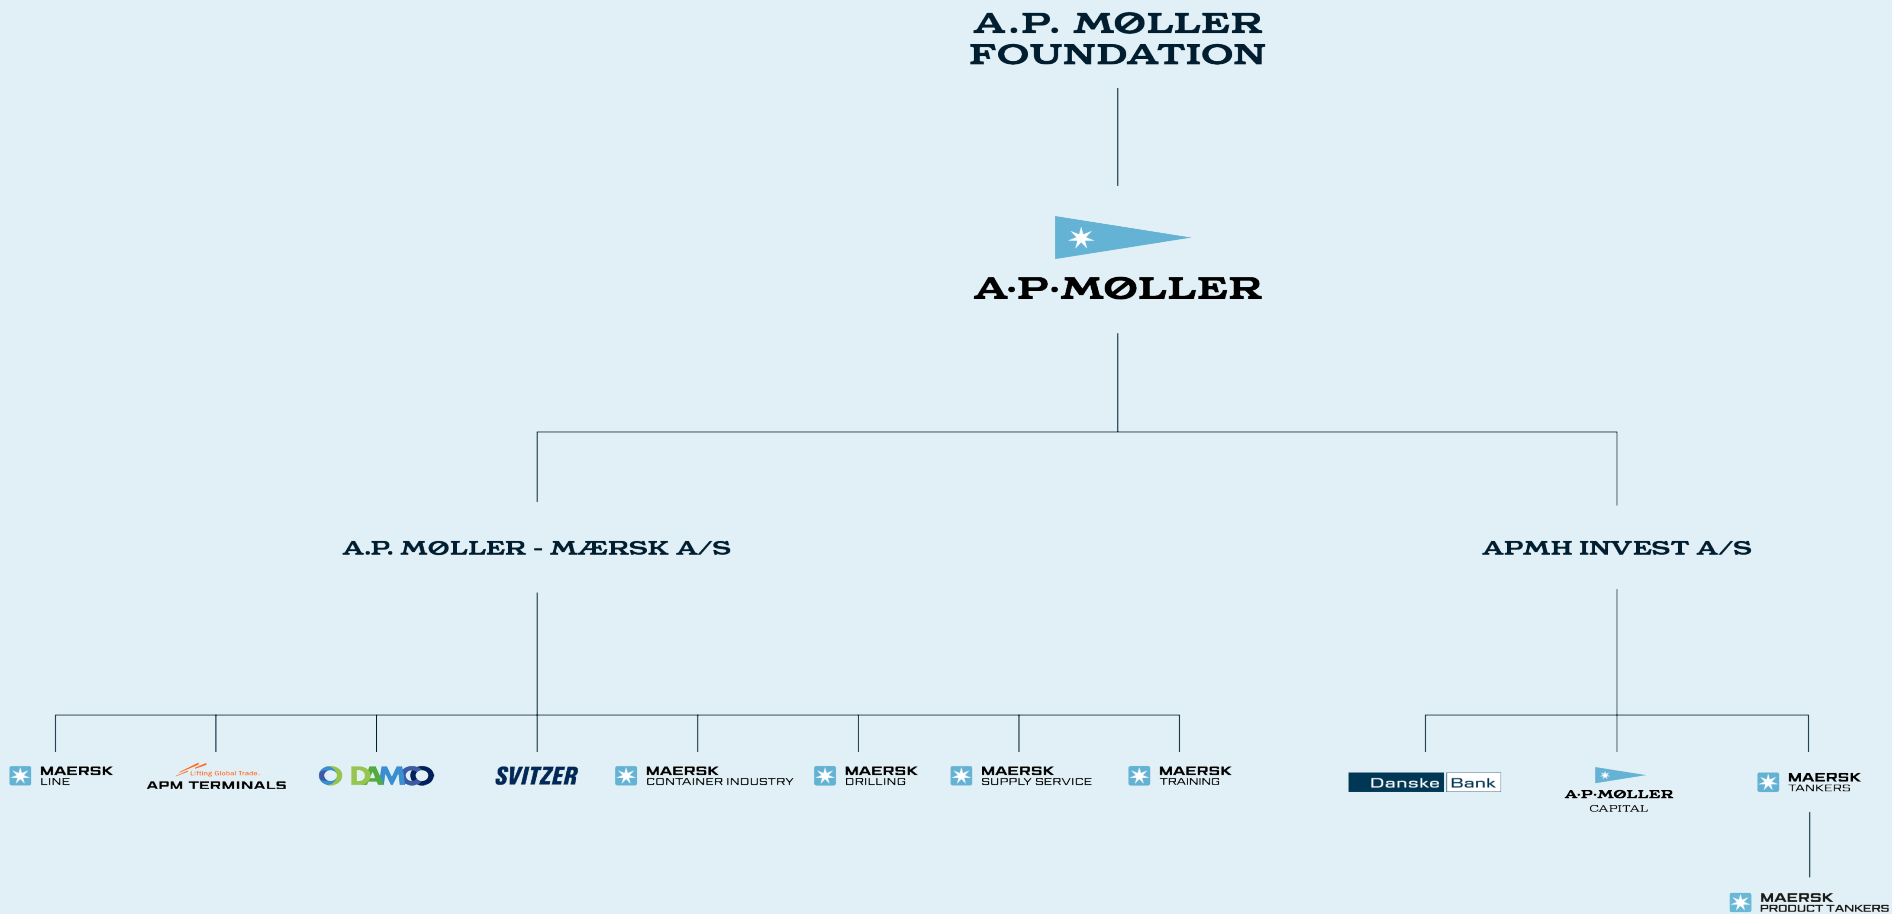 A.P. MØLLER
FOUNDATION
A·P·MØLLER
A.P. MØLLER - MÆRSK A/S
APMH INVEST A/S
MAERSK
LINE
Lifting Global Trade.
APM TERMINALS
DAMCO
SVITZER
MAERSK
CONTAINER INDUSTRY
MAERSK
DRILLING
MAERSK
SUPPLY SERVICE
MAERSK
TRAINING
Danske Bank
A·P·MØLLER
CAPITAL
MAERSK
TANKERS
MAERSK
PRODUCT TANKERS